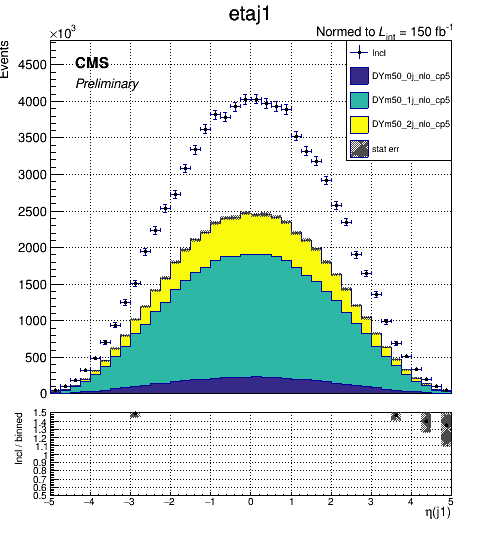 etaj1
×10³
Normed to L_int = 150 fb⁻¹
Events
CMS
Preliminary
Incl
DYm50_0j_nlo_cp5
DYm50_1j_nlo_cp5
DYm50_2j_nlo_cp5
stat err
4500
4000
3500
3000
2500
2000
1500
1000
500
0
Incl / binned
1.5
1.4
1.3
1.2
1.1
1
0.9
0.8
0.7
0.6
0.5
−5 −4 −3 −2 −1 0 1 2 3 4 5
η(j1)